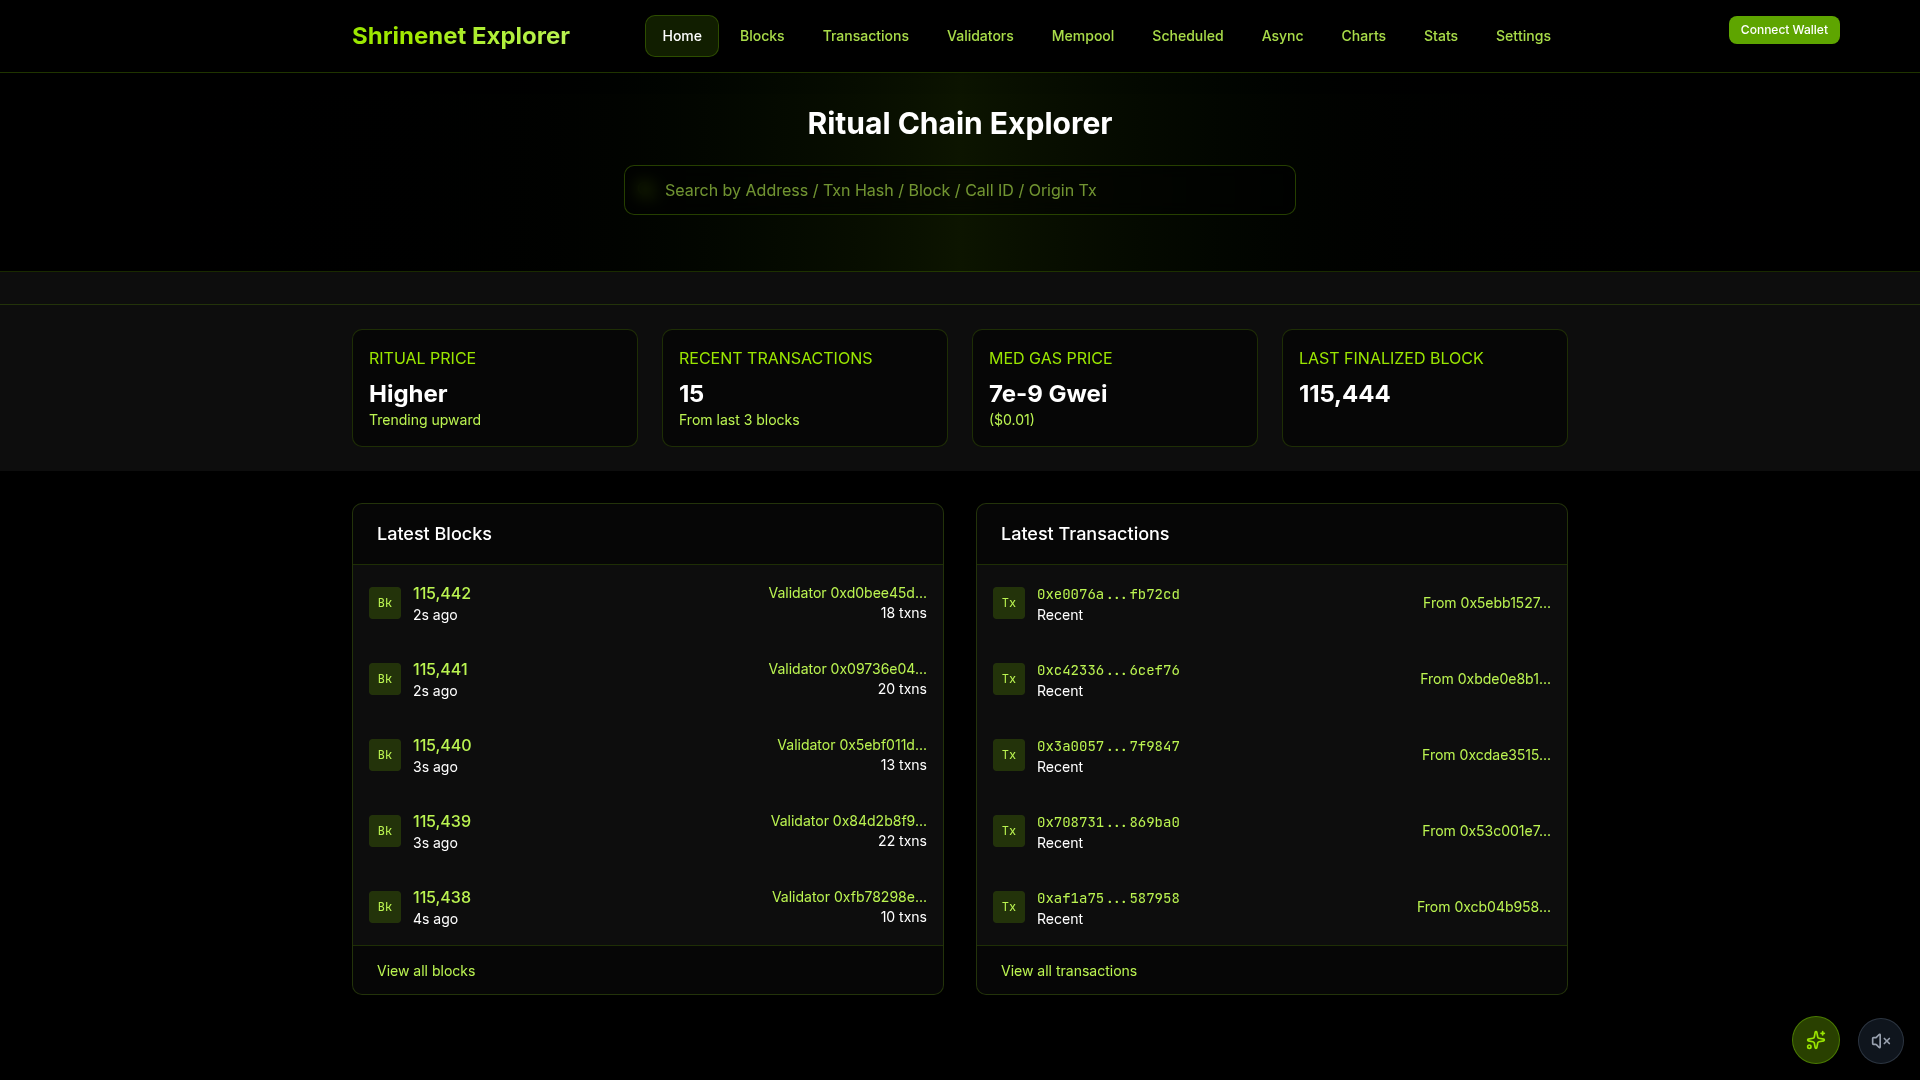 Shrinenet Explorer
Home
Blocks
Transactions
Validators
Mempool
Scheduled
Async
Charts
Stats
Settings
Connect Wallet
Ritual Chain Explorer
Search by Address / Txn Hash / Block / Call ID / Origin Tx
RITUAL PRICE
Higher
Trending upward
RECENT TRANSACTIONS
15
From last 3 blocks
MED GAS PRICE
7e-9 Gwei
($0.01)
LAST FINALIZED BLOCK
115,444
Latest Blocks
Bk
115,442
2s ago
Validator 0xd0bee45d...
18 txns
Bk
115,441
2s ago
Validator 0x09736e04...
20 txns
Bk
115,440
3s ago
Validator 0x5ebf011d...
13 txns
Bk
115,439
3s ago
Validator 0x84d2b8f9...
22 txns
Bk
115,438
4s ago
Validator 0xfb78298e...
10 txns
View all blocks
Latest Transactions
Tx
0xe0076a...fb72cd
Recent
From 0x5ebb1527...
Tx
0xc42336...6cef76
Recent
From 0xbde0e8b1...
Tx
0x3a0057...7f9847
Recent
From 0xcdae3515...
Tx
0x708731...869ba0
Recent
From 0x53c001e7...
Tx
0xaf1a75...587958
Recent
From 0xcb04b958...
View all transactions